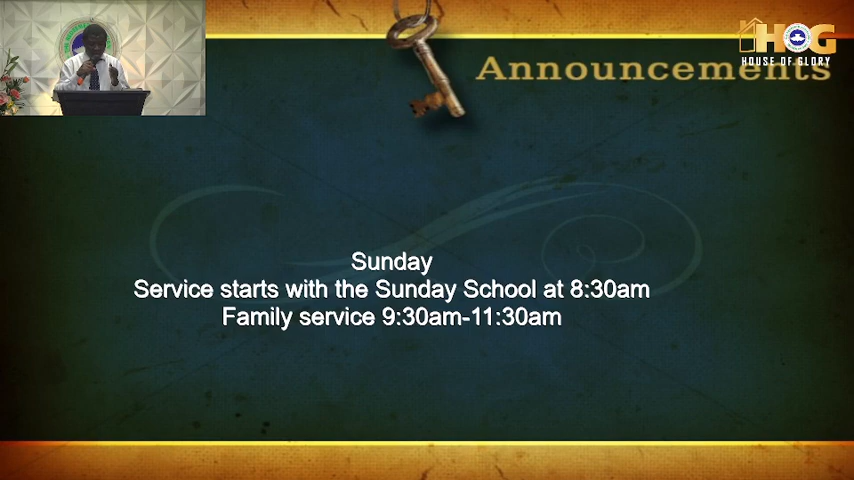 HOG
HOUSE OF GLORY
Announcements
Sunday
Service starts with the Sunday School at 8:30am
Family service 9:30am-11:30am